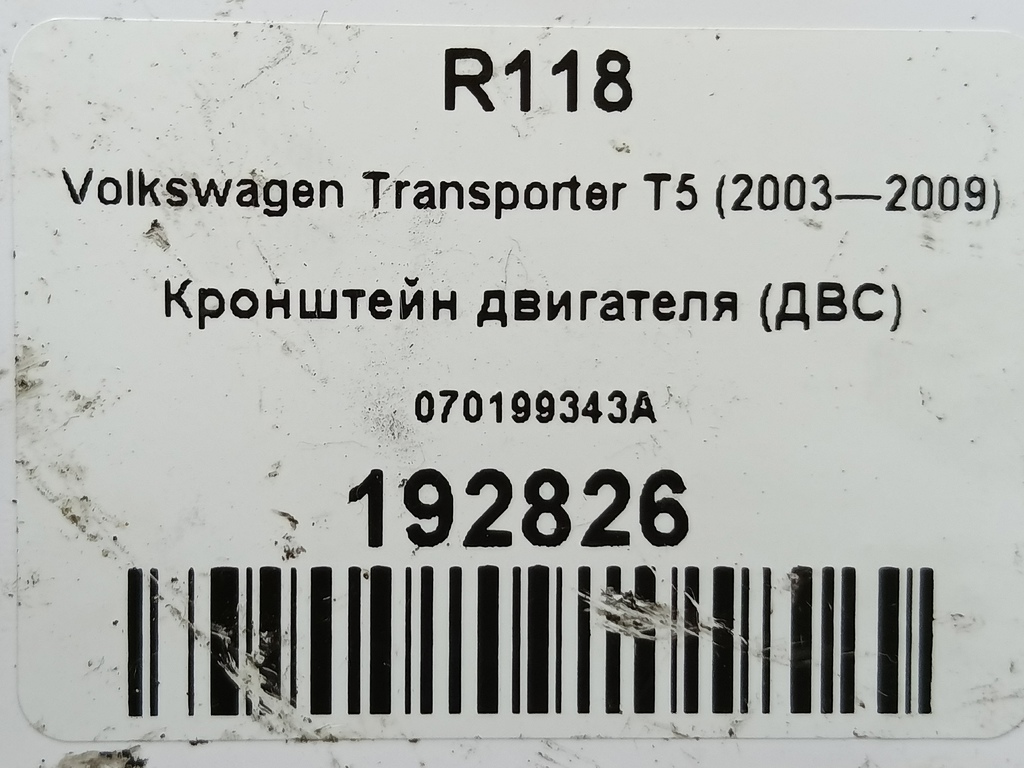 R118
Volkswagen Transporter T5 (2003—2009)
Кронштейн двигателя (ДВС)
070199343A
192826